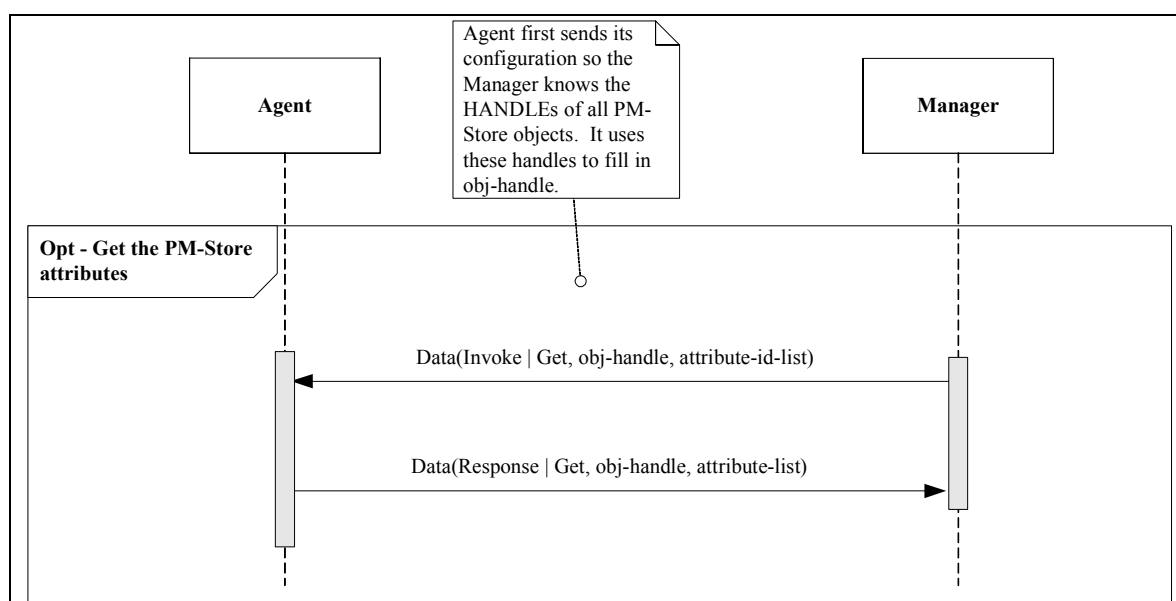 Agent first sends its
configuration so the
Manager knows the
HANDLEs of all PM-
Store objects.  It uses
these handles to fill in
obj-handle.
Agent
Manager
Opt - Get the PM-Store
attributes
Data(Invoke | Get, obj-handle, attribute-id-list)
Data(Response | Get, obj-handle, attribute-list)